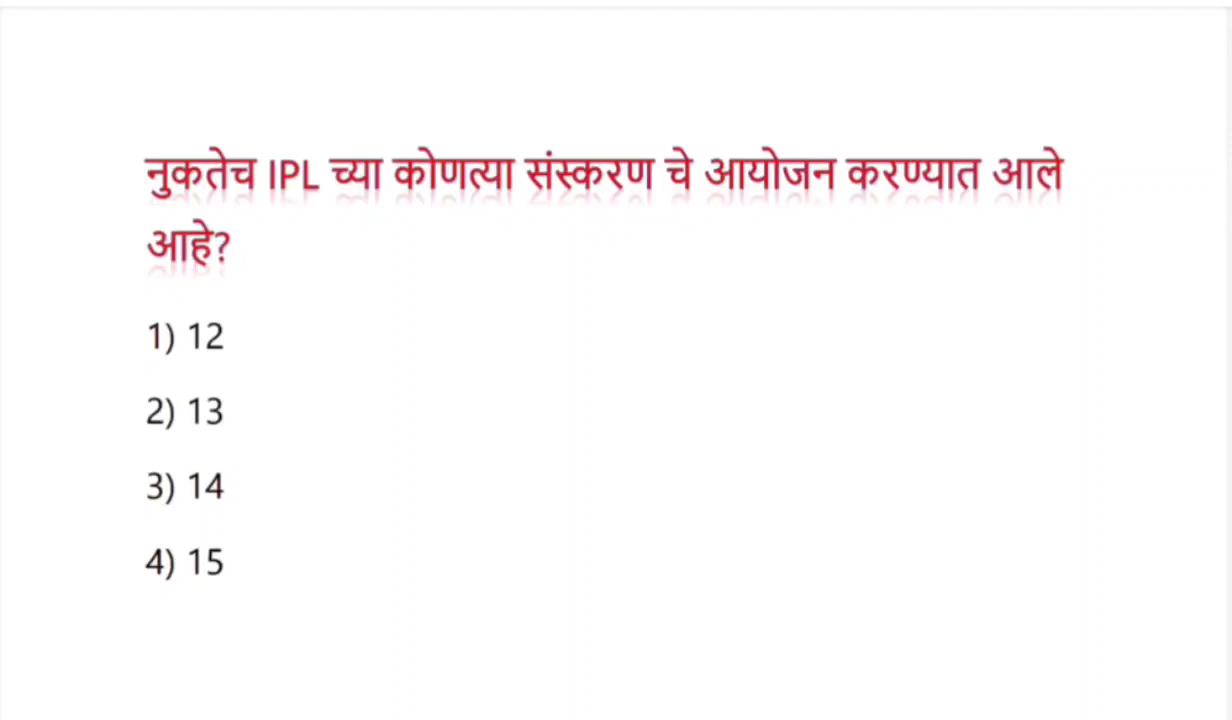 नुकतेच IPL च्या कोणत्या संस्करण चे आयोजन करण्यात आले
आहे?
1) 12
2) 13
3) 14
4) 15